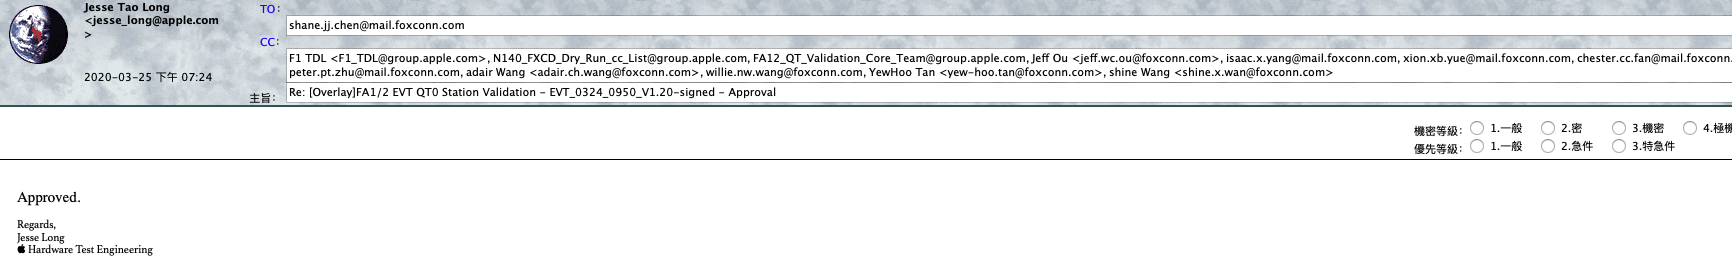 Jesse Tao Long
<jesse_long@apple.com
>
2020-03-25 下午 07:24
TO:
shane.jj.chen@mail.foxconn.com
CC:
F1 TDL <F1_TDL@group.apple.com>, N140_FXCD_Dry_Run_cc_List@group.apple.com, FA12_QT_Validation_Core_Team@group.apple.com, Jeff Ou <jeff.wc.ou@foxconn.com>, isaac.x.yang@mail.foxconn.com, xion.xb.yue@mail.foxconn.com, chester.cc.fan@mail.foxconn.
peter.pt.zhu@mail.foxconn.com, adair Wang <adair.ch.wang@foxconn.com>, willie.nw.wang@foxconn.com, YewHoo Tan <yew-hoo.tan@foxconn.com>, shine Wang <shine.x.wan@foxconn.com>
主旨:
Re: [Overlay]FA1/2 EVT QT0 Station Validation - EVT_0324_0950_V1.20-signed - Approval
機密等級: 1.一般 2.密 3.機密 4.極機
優先等級: 1.一般 2.急件 3.特急件
Approved.
Regards,
Jesse Long
Hardware Test Engineering